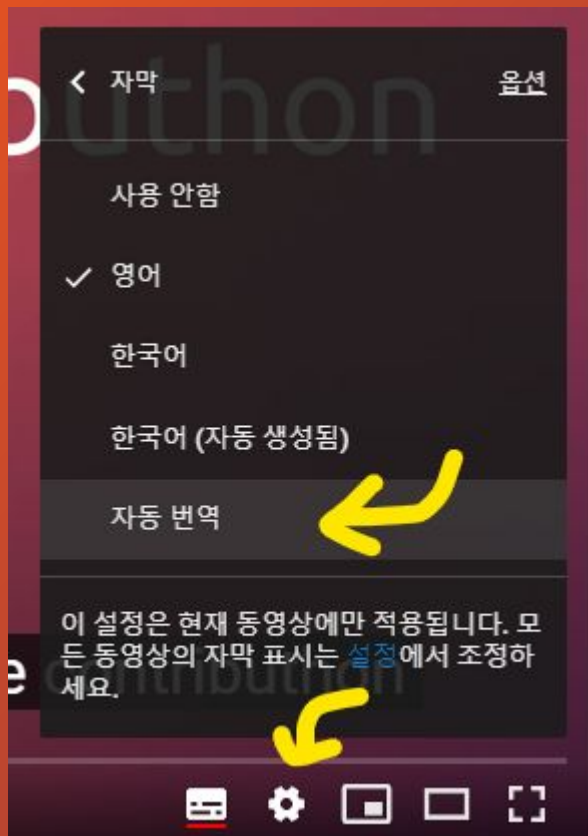 buthon
자막
옵션
사용 안함
영어
한국어
한국어 (자동 생성됨)
자동 번역
이 설정은 현재 동영상에만 적용됩니다. 모
든 동영상의 자막 표시는 설정에서 조정하
세요.
e contributhon